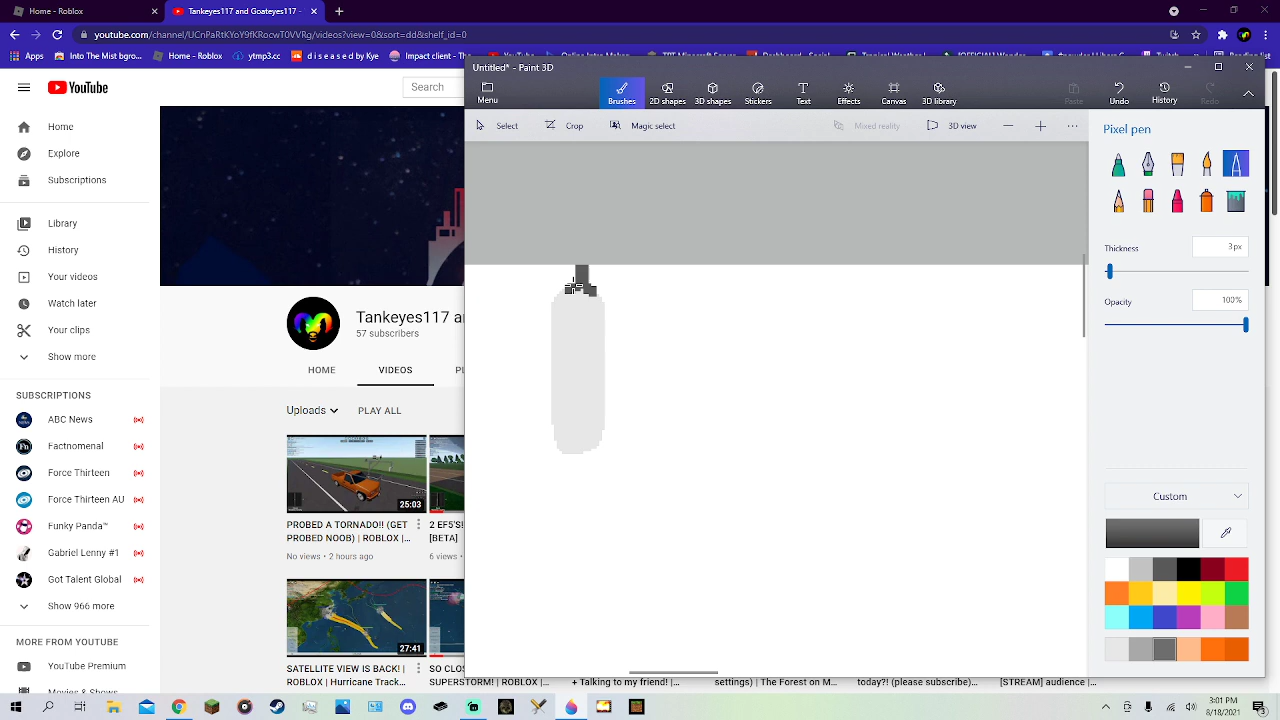 Home - Roblox
Tankeyes117 and Goateyes117 -
youtube.com/channel/UCnPaRtKYoY9fKRocwT0VVRg/videos?view=0&sort=dd&shelf_id=0
Apps
Into The Mist Mappro...
Home - Roblox
ytmp3.cc
d i s e a s e d by Kye
Impact client - The
YouTube
Search
Home
Explore
Subscriptions
Library
History
Your videos
Watch later
Your clips
Show more
SUBSCRIPTIONS
ABC News
Factnomenal
Force Thirteen
Force Thirteen AU
Funky Panda™
Gabriel Lenny #1
Got Talent Global
Show 966 more
MORE FROM YOUTUBE
YouTube Premium
Tankeyes117 a
57 subscribers
HOME
VIDEOS
PL
Uploads
PLAY ALL
25:03
PROBED A TORNADO!! (GET
PROBED NOOB) | ROBLOX |...
No views • 2 hours ago
2 EF5'S!
[BETA]
6 views •
27:41
SATELLITE VIEW IS BACK! |
ROBLOX | Hurricane Track...
SO CLOS
SUPERSTORM! | ROBLOX |...
+ Talking to my friend! |...
settings) | The Forest on M...
today?! (please subscribe)...
[STREAM] audience |...
Untitled* - Paint 3D
Menu
Brushes
2D shapes
3D shapes
Stickers
Text
Effects
Canvas
3D library
Paste
Undo
History
Redo
Select
Crop
Magic select
Mixed reality
3D view
Pixel pen
Thickness
3px
Opacity
100%
Custom
3:01 PM
8/18/2021